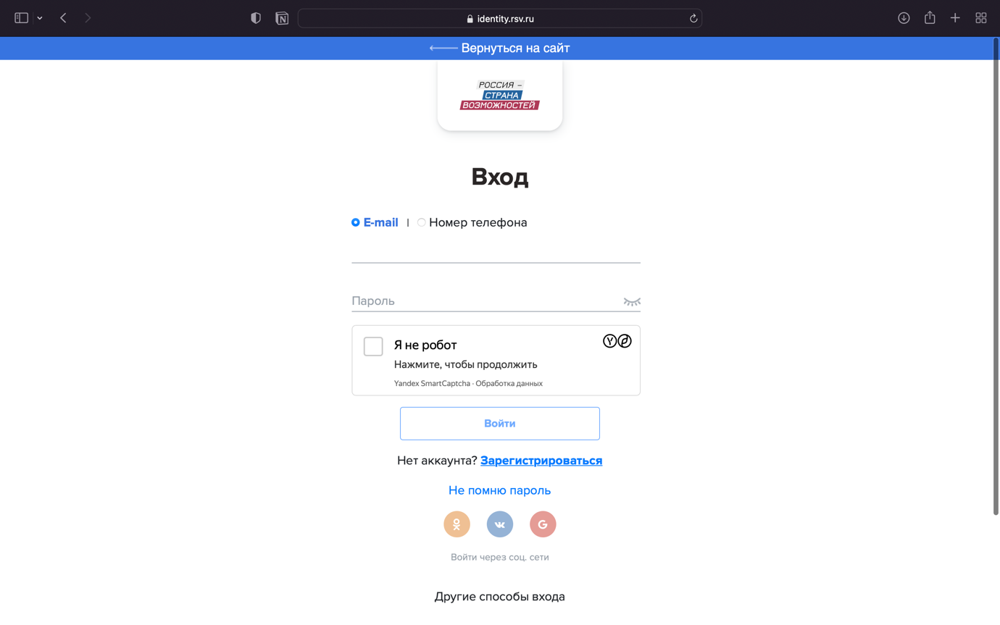 identity.rsv.ru
Вернуться на сайт
РОССИЯ –
СТРАНА
ВОЗМОЖНОСТЕЙ
Вход
E-mail | Номер телефона
Пароль
Я не робот
Нажмите, чтобы продолжить
Yandex SmartCaptcha · Обработка данных
Войти
Нет аккаунта? Зарегистрироваться
Не помню пароль
Войти через соц. сети
Другие способы входа